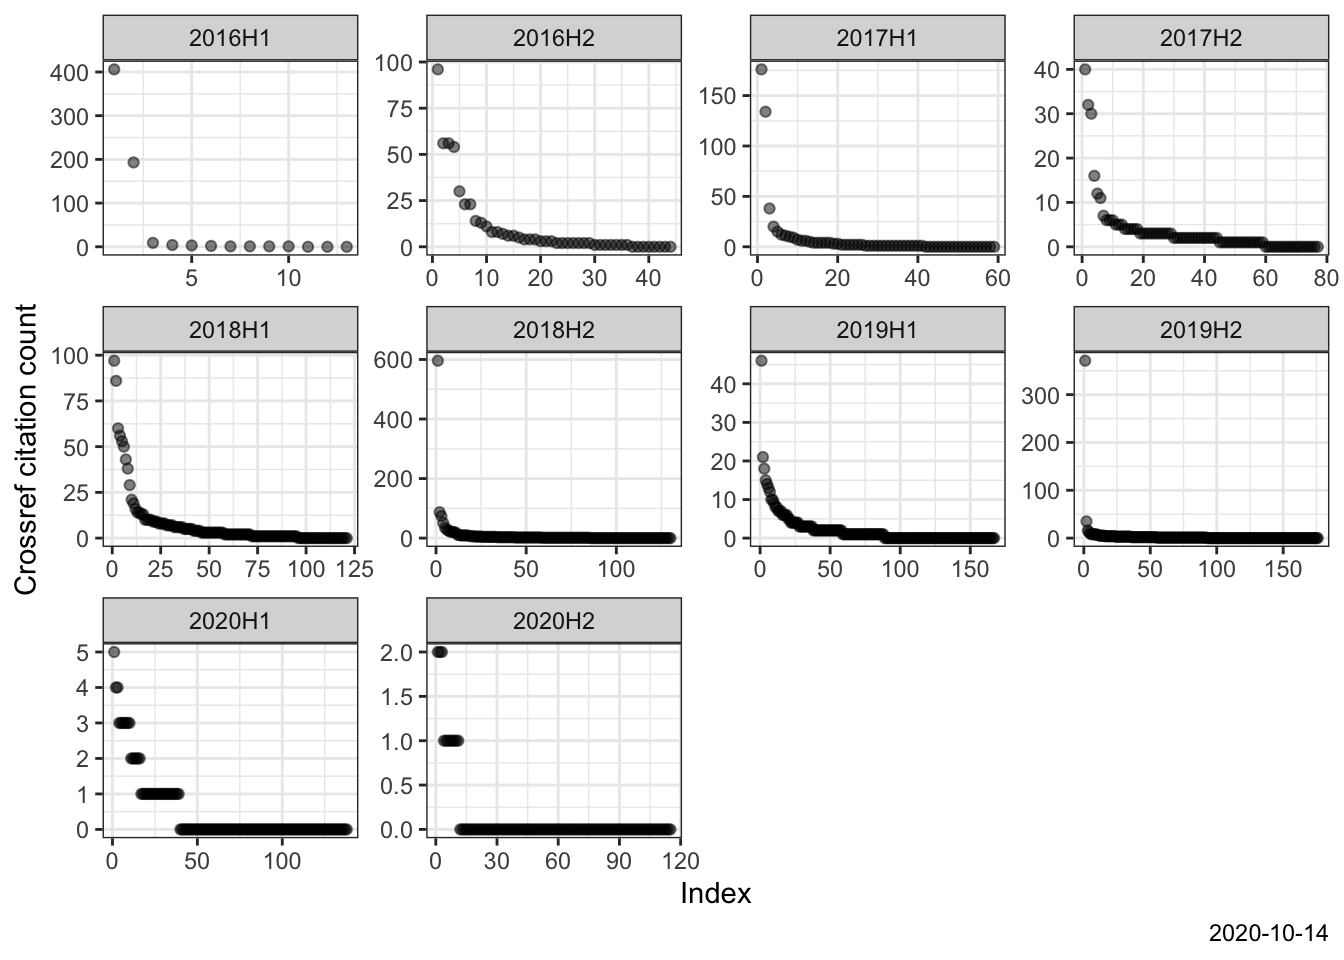 2016H1 2016H2 2017H1 2017H2
400 300 200 100 0
5 10
100 75 50 25 0
0 10 20 30 40
150 100 50 0
0 20 40 60
40 30 20 10 0
0 20 40 60 80
Crossref citation count
2018H1 2018H2 2019H1 2019H2
100 75 50 25 0
0 25 50 75 100 125
600 400 200 0
0 50 100
40 30 20 10 0
0 50 100 150
300 200 100 0
0 50 100 150
2020H1 2020H2
5 4 3 2 1 0
0 50 100
2.0 1.5 1.0 0.5 0.0
0 30 60 90 120
Index
2020-10-14